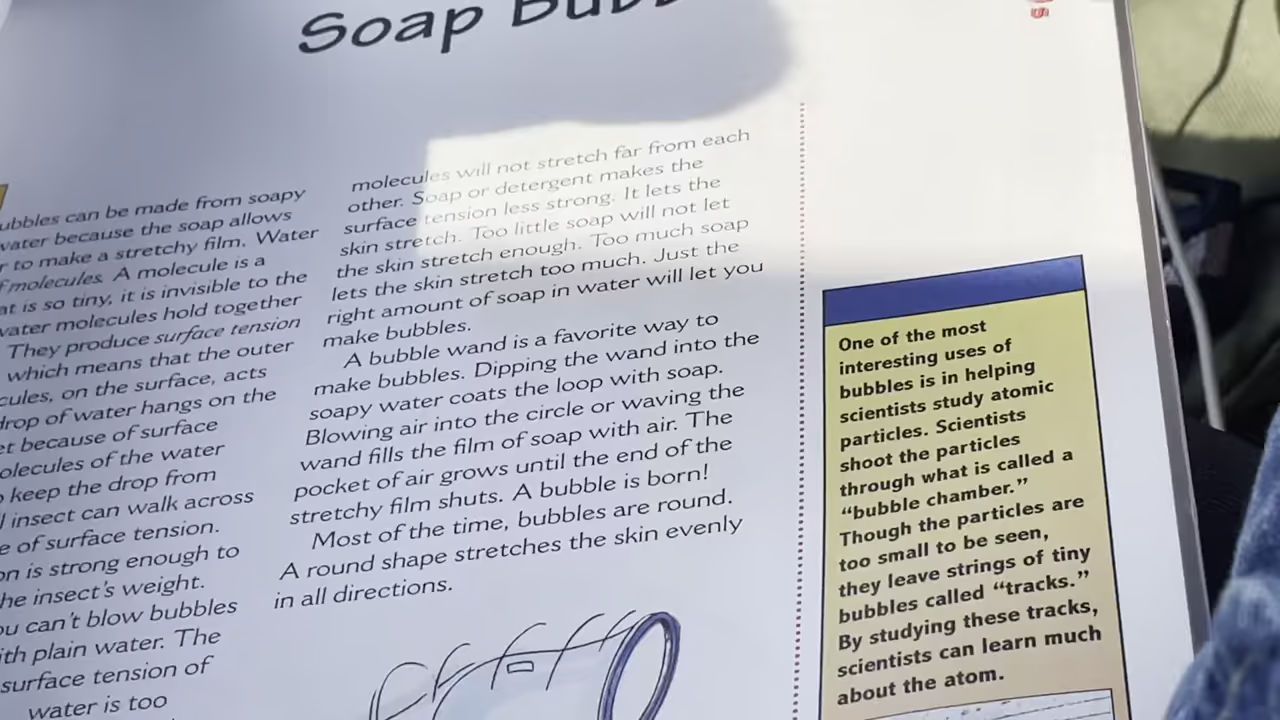 Soap
bubbles can be made from soapy
water because the soap allows
to make a stretchy film. Water
molecules. A molecule is a
at is so tiny, it is invisible to the
water molecules hold together
They produce surface tension
which means that the outer
cules, on the surface, acts
drop of water hangs on the
because of surface
olecules of the water
keep the drop from
insect can walk across
e of surface tension.
on is strong enough to
he insect's weight.
ou can't blow bubbles
ith plain water. The
surface tension of
water is too
molecules will not stretch far from each
other. Soap or detergent makes the
surface tension less strong. It lets the
skin stretch. Too little soap will not let
the skin stretch enough. Too much soap
lets the skin stretch too much. Just the
right amount of soap in water will let you
make bubbles.
A bubble wand is a favorite way to
make bubbles. Dipping the wand into the
soapy water coats the loop with soap.
Blowing air into the circle or waving the
wand fills the film of soap with air. The
pocket of air grows until the end of the
stretchy film shuts. A bubble is born!
Most of the time, bubbles are round.
A round shape stretches the skin evenly
in all directions.
One of the most
interesting uses of
bubbles is in helping
scientists study atomic
particles. Scientists
shoot the particles
through what is called a
"bubble chamber."
Though the particles are
too small to be seen,
they leave strings of tiny
bubbles called "tracks."
By studying these tracks,
scientists can learn much
about the atom.